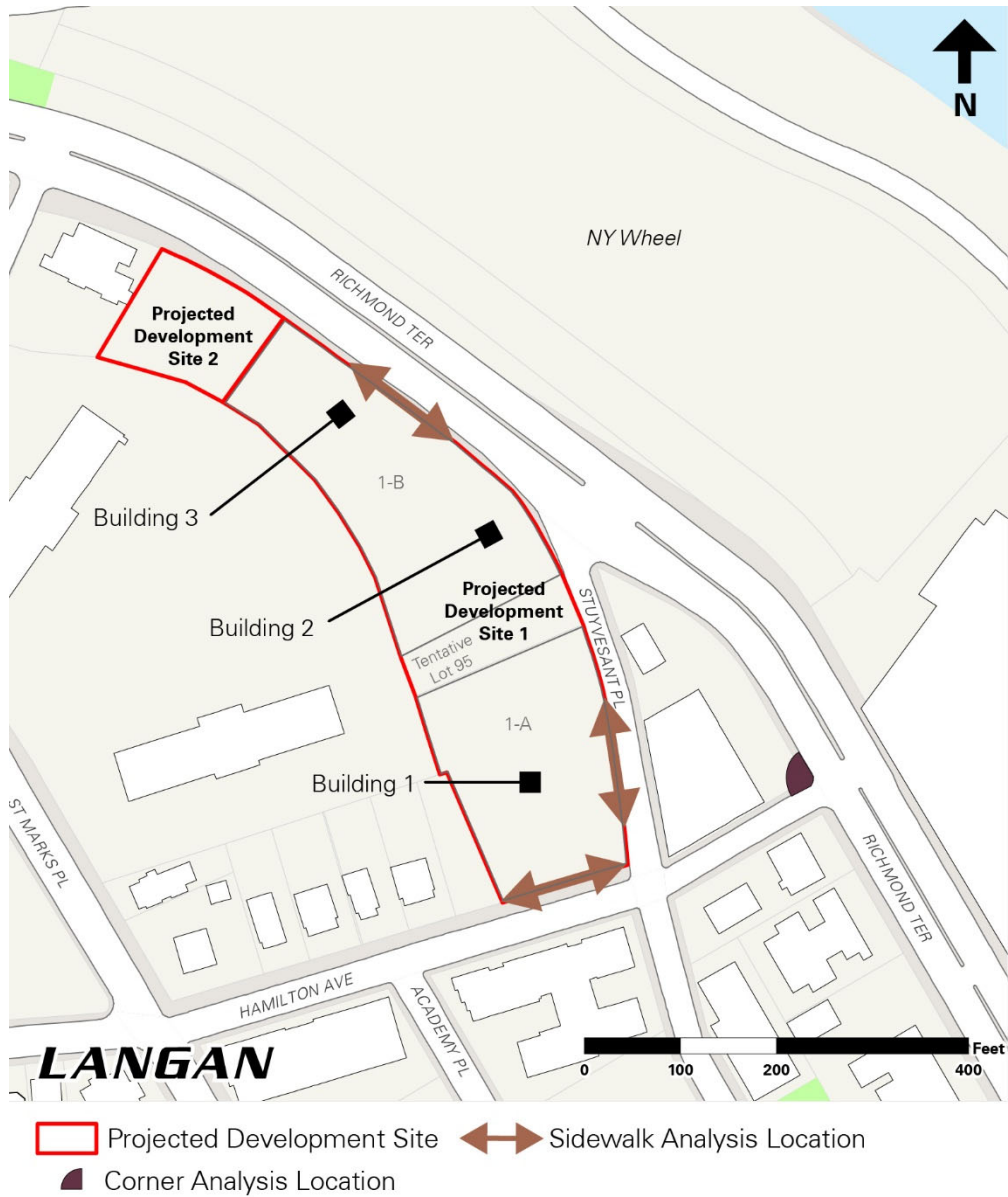 N
NY Wheel
RICHMOND TER
Projected
Development
Site 2
1-B
Building 3
Building 2
Projected
Development
Site 1
STUYVESANT PL
Tentative
Lot 95
1-A
Building 1
ST MARKS PL
RICHMOND TER
HAMILTON AVE
ACADEMY PL
LANGAN
Feet
0 100 200 400
Projected Development Site Sidewalk Analysis Location
Corner Analysis Location